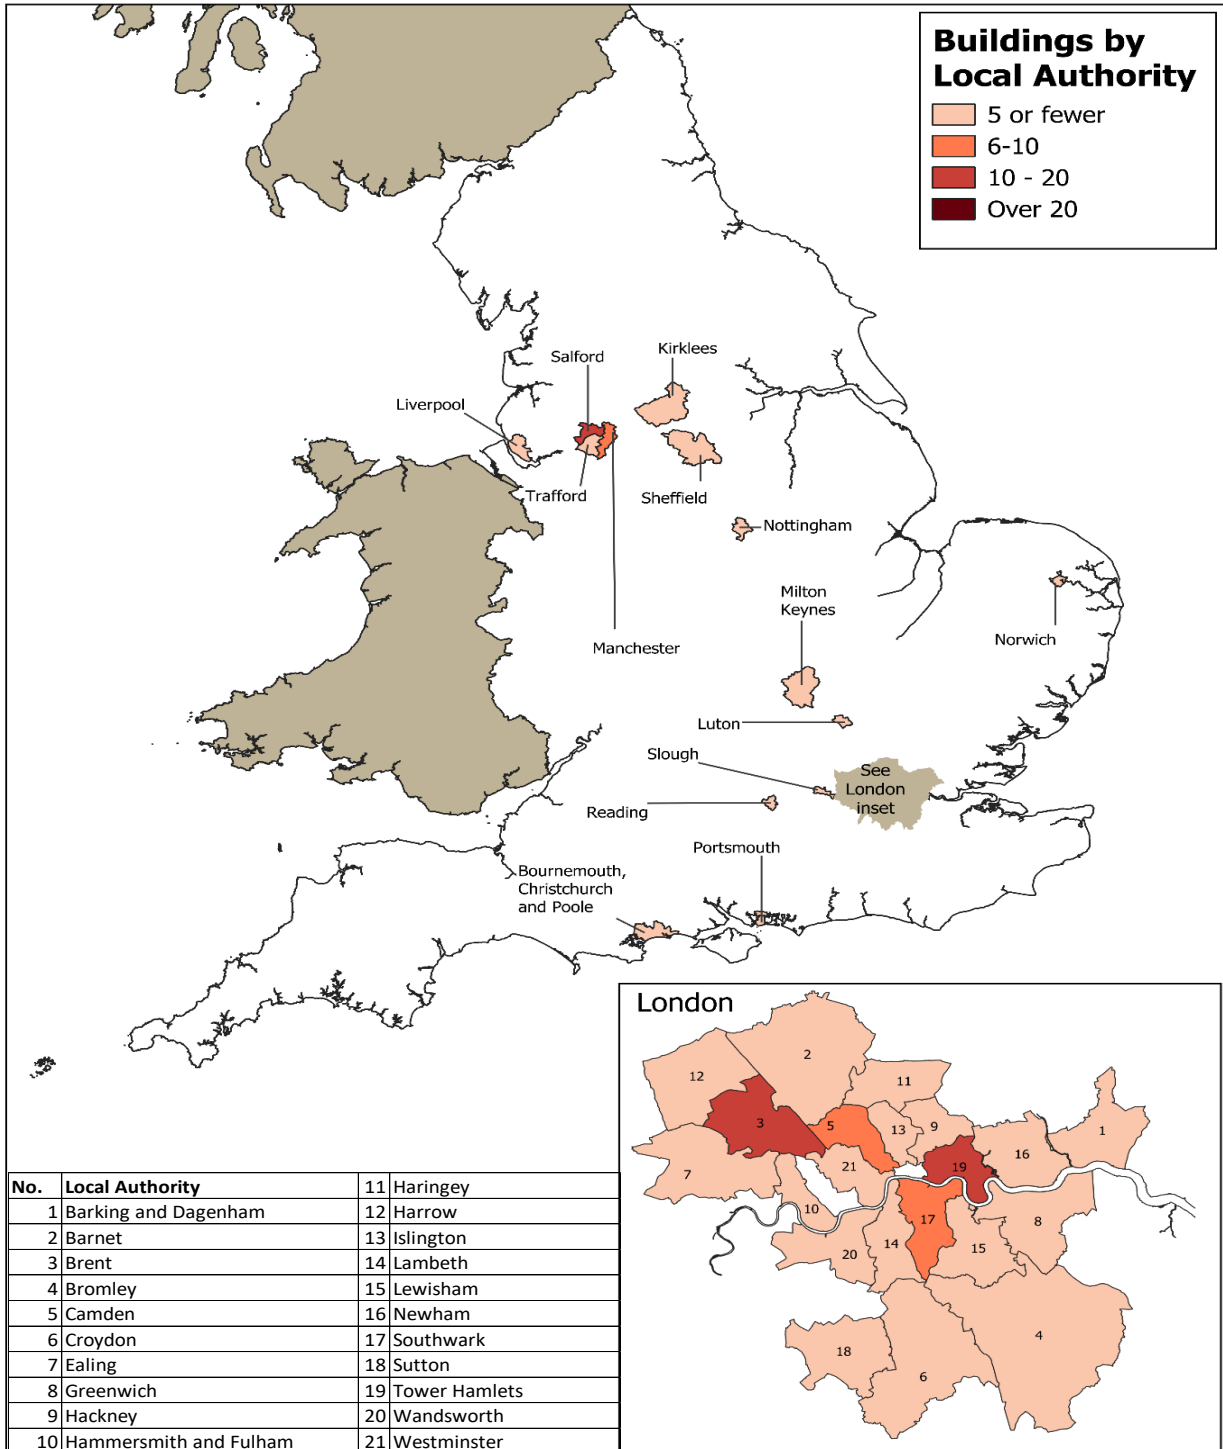 Buildings by
Local Authority
5 or fewer
6-10
10 - 20
Over 20
Salford
Kirklees
Liverpool
Trafford
Sheffield
Nottingham
Milton
Keynes
Manchester
Norwich
Luton
Slough
See
London
inset
Reading
Portsmouth
Bournemouth,
Christchurch
and Poole
London
2
12
11
3
5
13
9
1
16
7
21
19
10
17
8
20
14
15
18
6
4
No. Local Authority 11 Haringey
1 Barking and Dagenham 12 Harrow
2 Barnet 13 Islington
3 Brent 14 Lambeth
4 Bromley 15 Lewisham
5 Camden 16 Newham
6 Croydon 17 Southwark
7 Ealing 18 Sutton
8 Greenwich 19 Tower Hamlets
9 Hackney 20 Wandsworth
10 Hammersmith and Fulham 21 Westminster